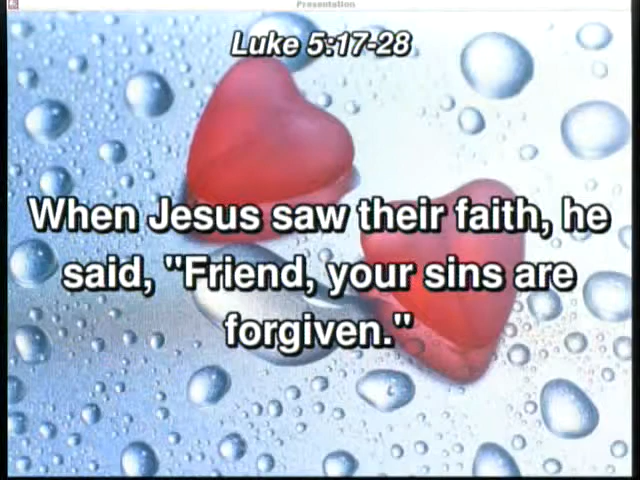 Presentation
Luke 5:17-28
When Jesus saw their faith, he
said, "Friend, your sins are
forgiven."